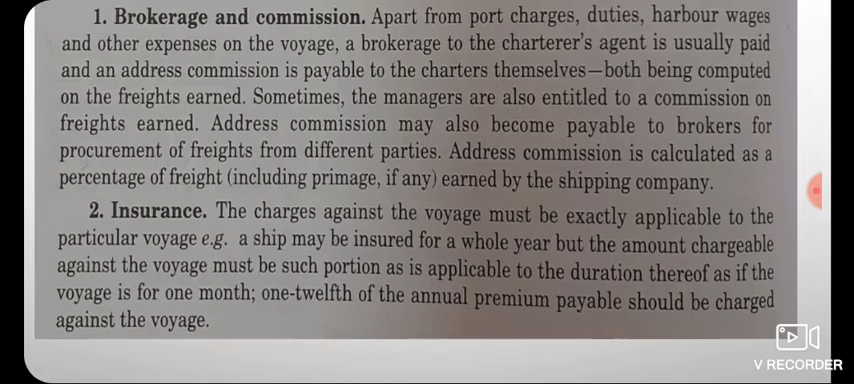 1. Brokerage and commission. Apart from port charges, duties, harbour wages
and other expenses on the voyage, a brokerage to the charterer's agent is usually paid
and an address commission is payable to the charters themselves—both being computed
on the freights earned. Sometimes, the managers are also entitled to a commission on
freights earned. Address commission may also become payable to brokers for
procurement of freights from different parties. Address commission is calculated as a
percentage of freight (including primage, if any) earned by the shipping company.
2. Insurance. The charges against the voyage must be exactly applicable to the
particular voyage e.g. a ship may be insured for a whole year but the amount chargeable
against the voyage must be such portion as is applicable to the duration thereof as if the
voyage is for one month; one-twelfth of the annual premium payable should be charged
against the voyage.
V RECORDER